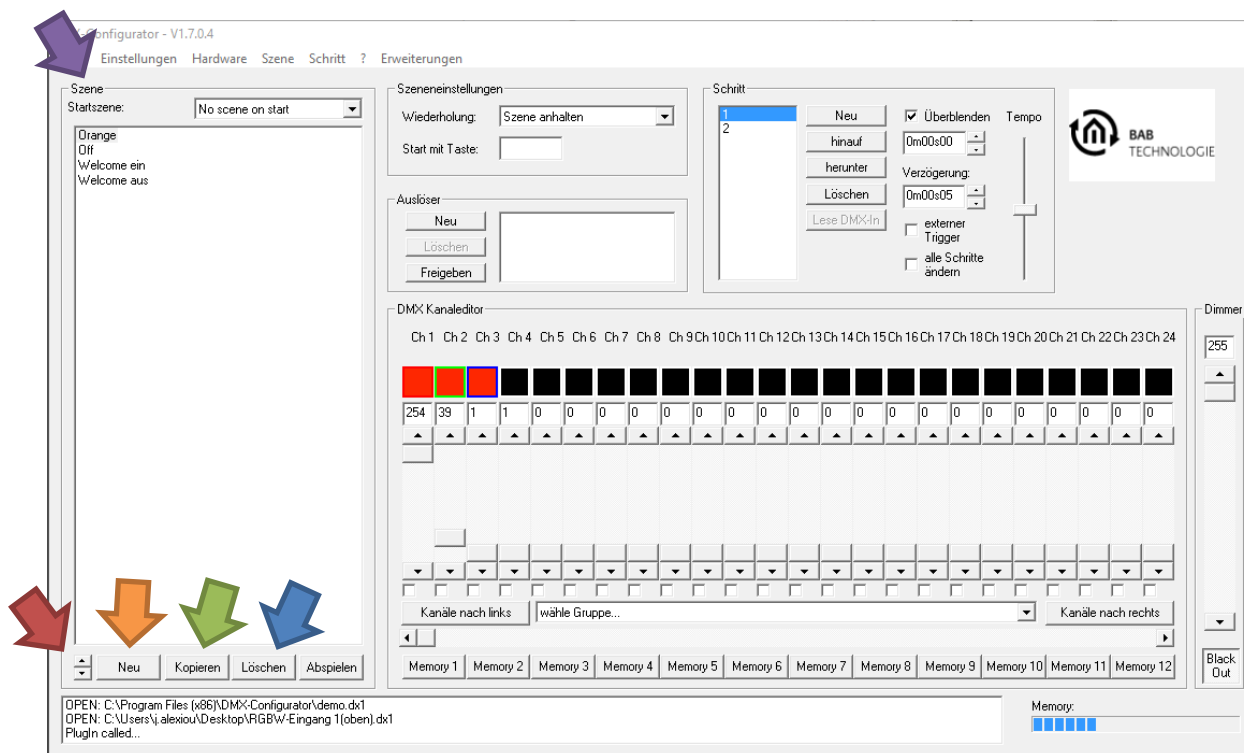 -Configurator - V1.7.0.4
Einstellungen Hardware Szene Schritt ? Erweiterungen
Szene
Startszene: No scene on start
Orange
Off
Welcome ein
Welcome aus
Neu Kopieren Löschen Abspielen
Szeneneinstellungen
Wiederholung: Szene anhalten
Start mit Taste:
Auslöser
Neu
Löschen
Freigeben
Schritt
1
2
Neu
hinauf
herunter
Löschen
Lese DMX-In
Überblenden
0m00s00
Verzögerung:
0m00s05
externer
Trigger
alle Schritte
ändern
Tempo
BAB
TECHNOLOGIE
DMX Kanaleditor
Ch 1 Ch 2 Ch 3 Ch 4 Ch 5 Ch 6 Ch 7 Ch 8 Ch 9 Ch 10 Ch 11 Ch 12 Ch 13 Ch 14 Ch 15 Ch 16 Ch 17 Ch 18 Ch 19 Ch 20 Ch 21 Ch 22 Ch 23 Ch 24
254 39 1 1 0 0 0 0 0 0 0 0 0 0 0 0 0 0 0 0 0 0 0 0
Kanäle nach links wähle Gruppe... Kanäle nach rechts
Memory 1 Memory 2 Memory 3 Memory 4 Memory 5 Memory 6 Memory 7 Memory 8 Memory 9 Memory 10 Memory 11 Memory 12
Dimmer
255
Black
Out
OPEN: C:\Program Files (x86)\DMX-Configurator\demo.dx1
OPEN: C:\Users\j.alexiou\Desktop\RGBW-Eingang 1(oben).dx1
PlugIn called...
Memory: